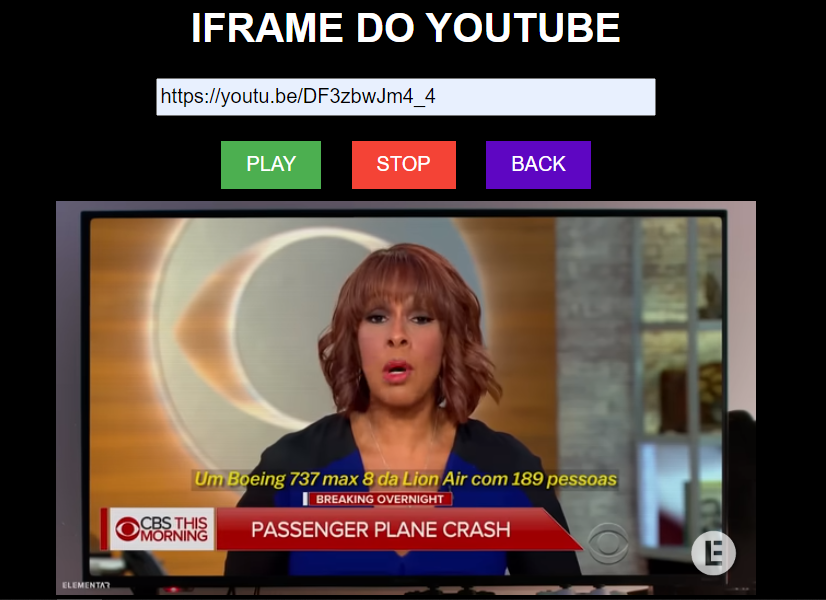 IFRAME DO YOUTUBE
https://youtu.be/DF3zbwJm4_4
PLAY STOP BACK
Um Boeing 737 max 8 da Lion Air com 189 pessoas
BREAKING OVERNIGHT
CBS THIS
MORNING
PASSENGER PLANE CRASH
ELEMENTAR